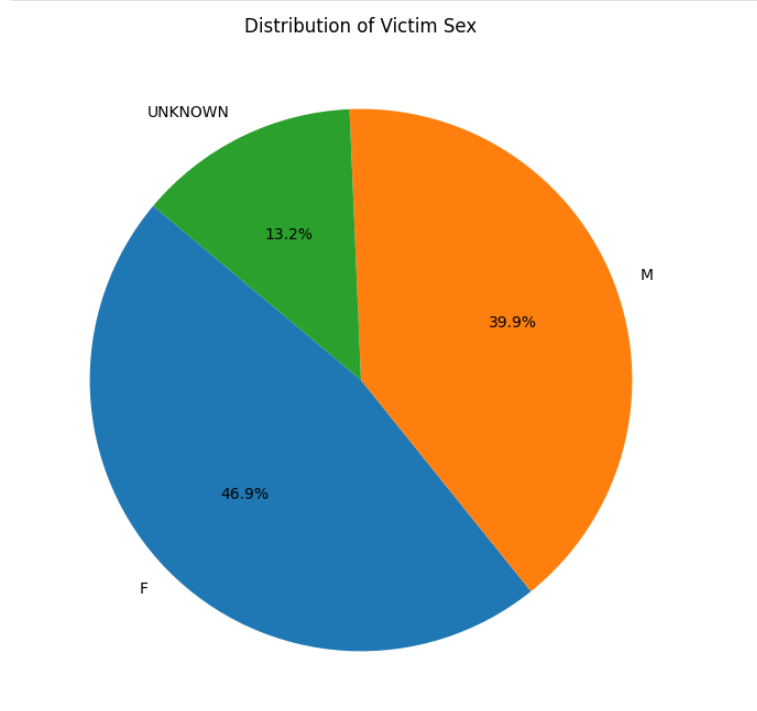 Distribution of Victim Sex
UNKNOWN
13.2%
M
39.9%
46.9%
F